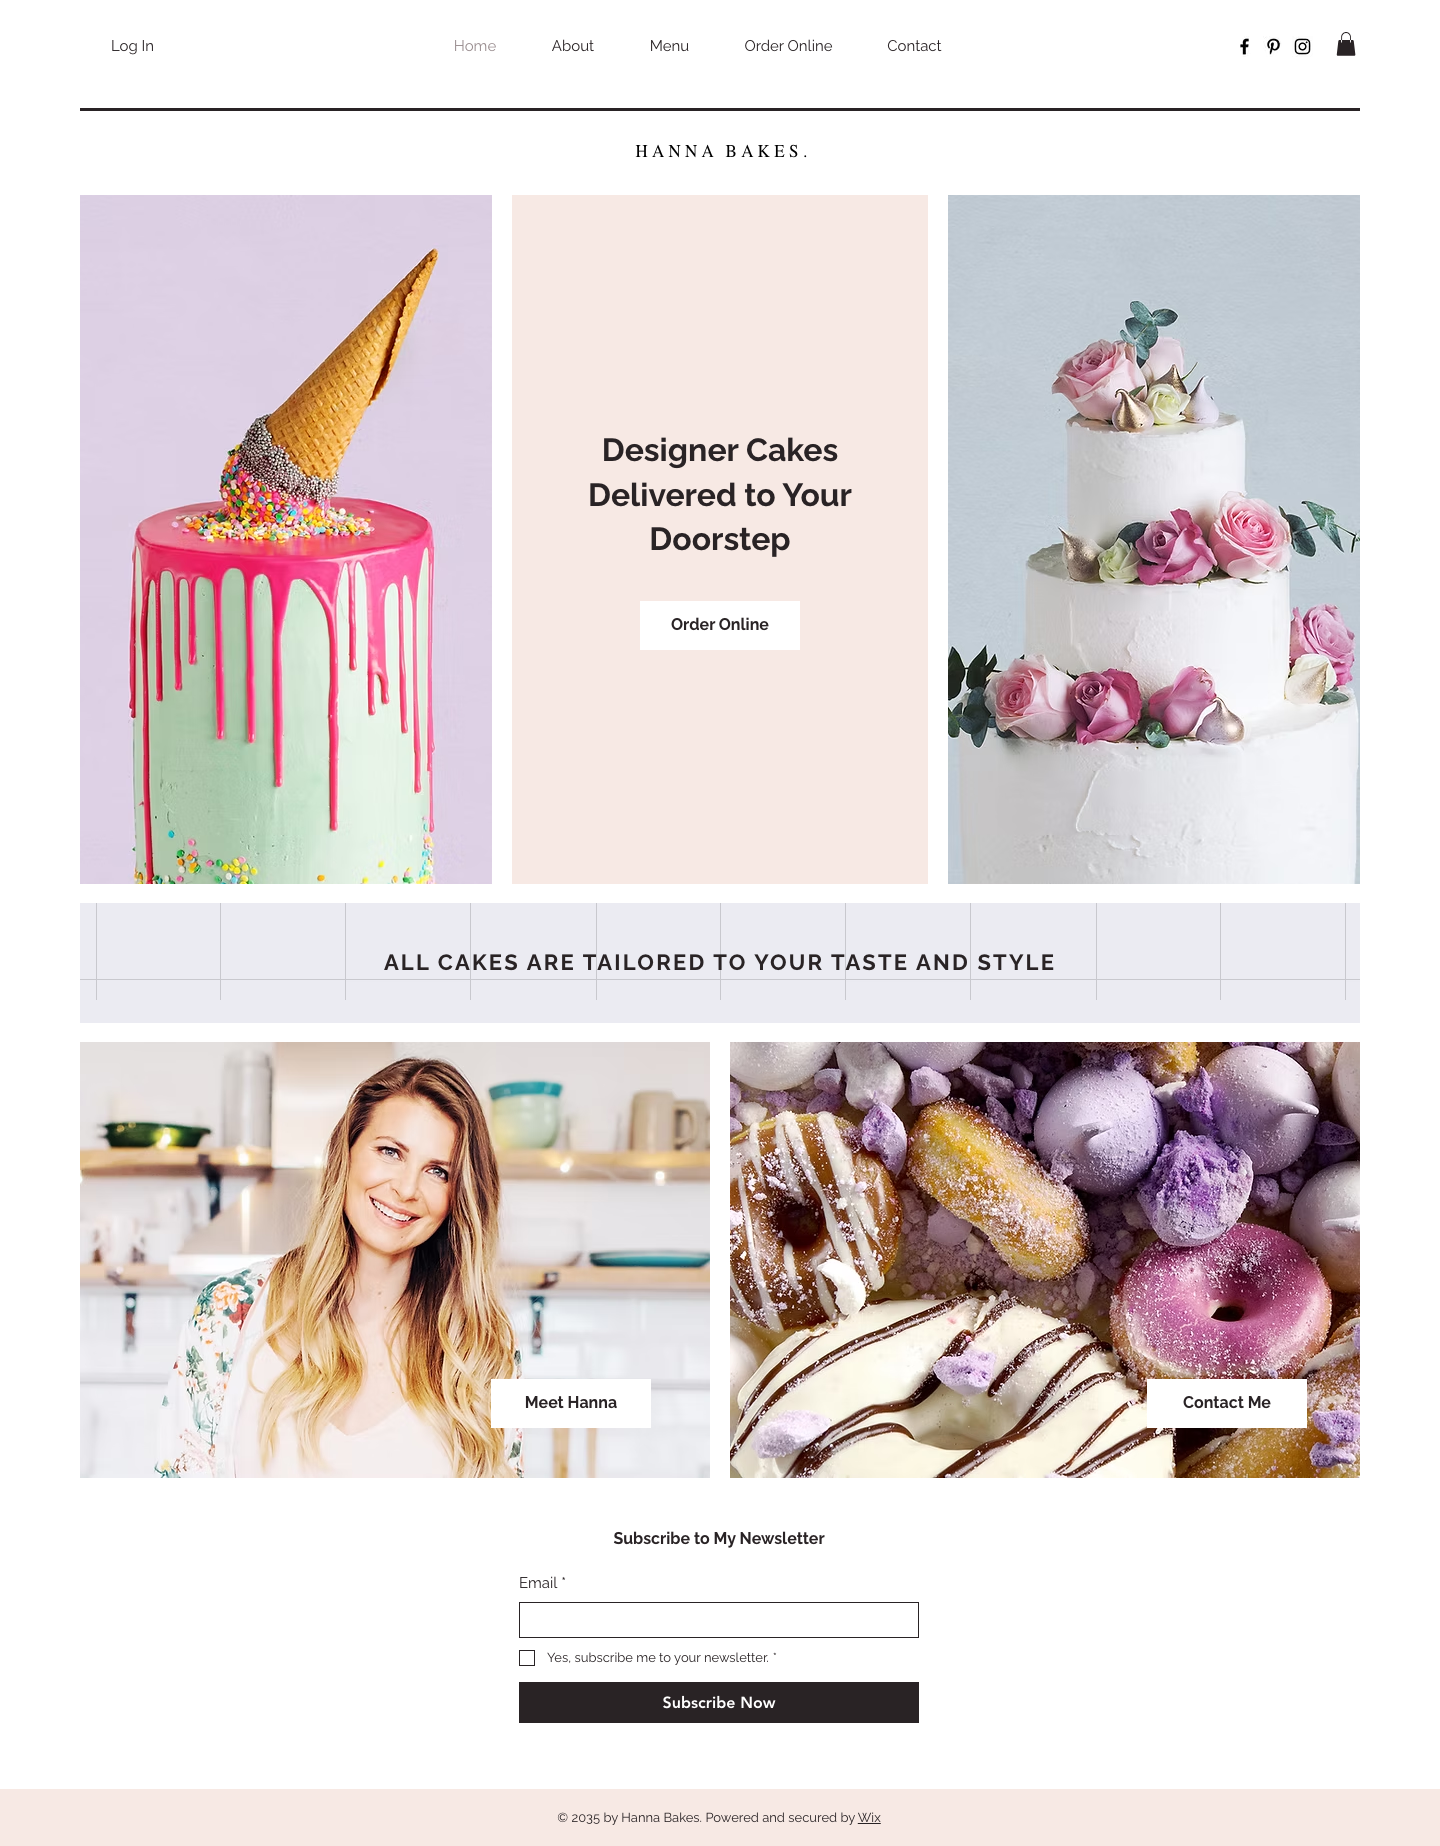 Log In
Home About Menu Order Online Contact
HANNA BAKES.
Designer Cakes
Delivered to Your
Doorstep
Order Online
ALL CAKES ARE TAILORED TO YOUR TASTE AND STYLE
Meet Hanna
Contact Me
Subscribe to My Newsletter
Email *
Yes, subscribe me to your newsletter. *
Subscribe Now
© 2035 by Hanna Bakes. Powered and secured by Wix